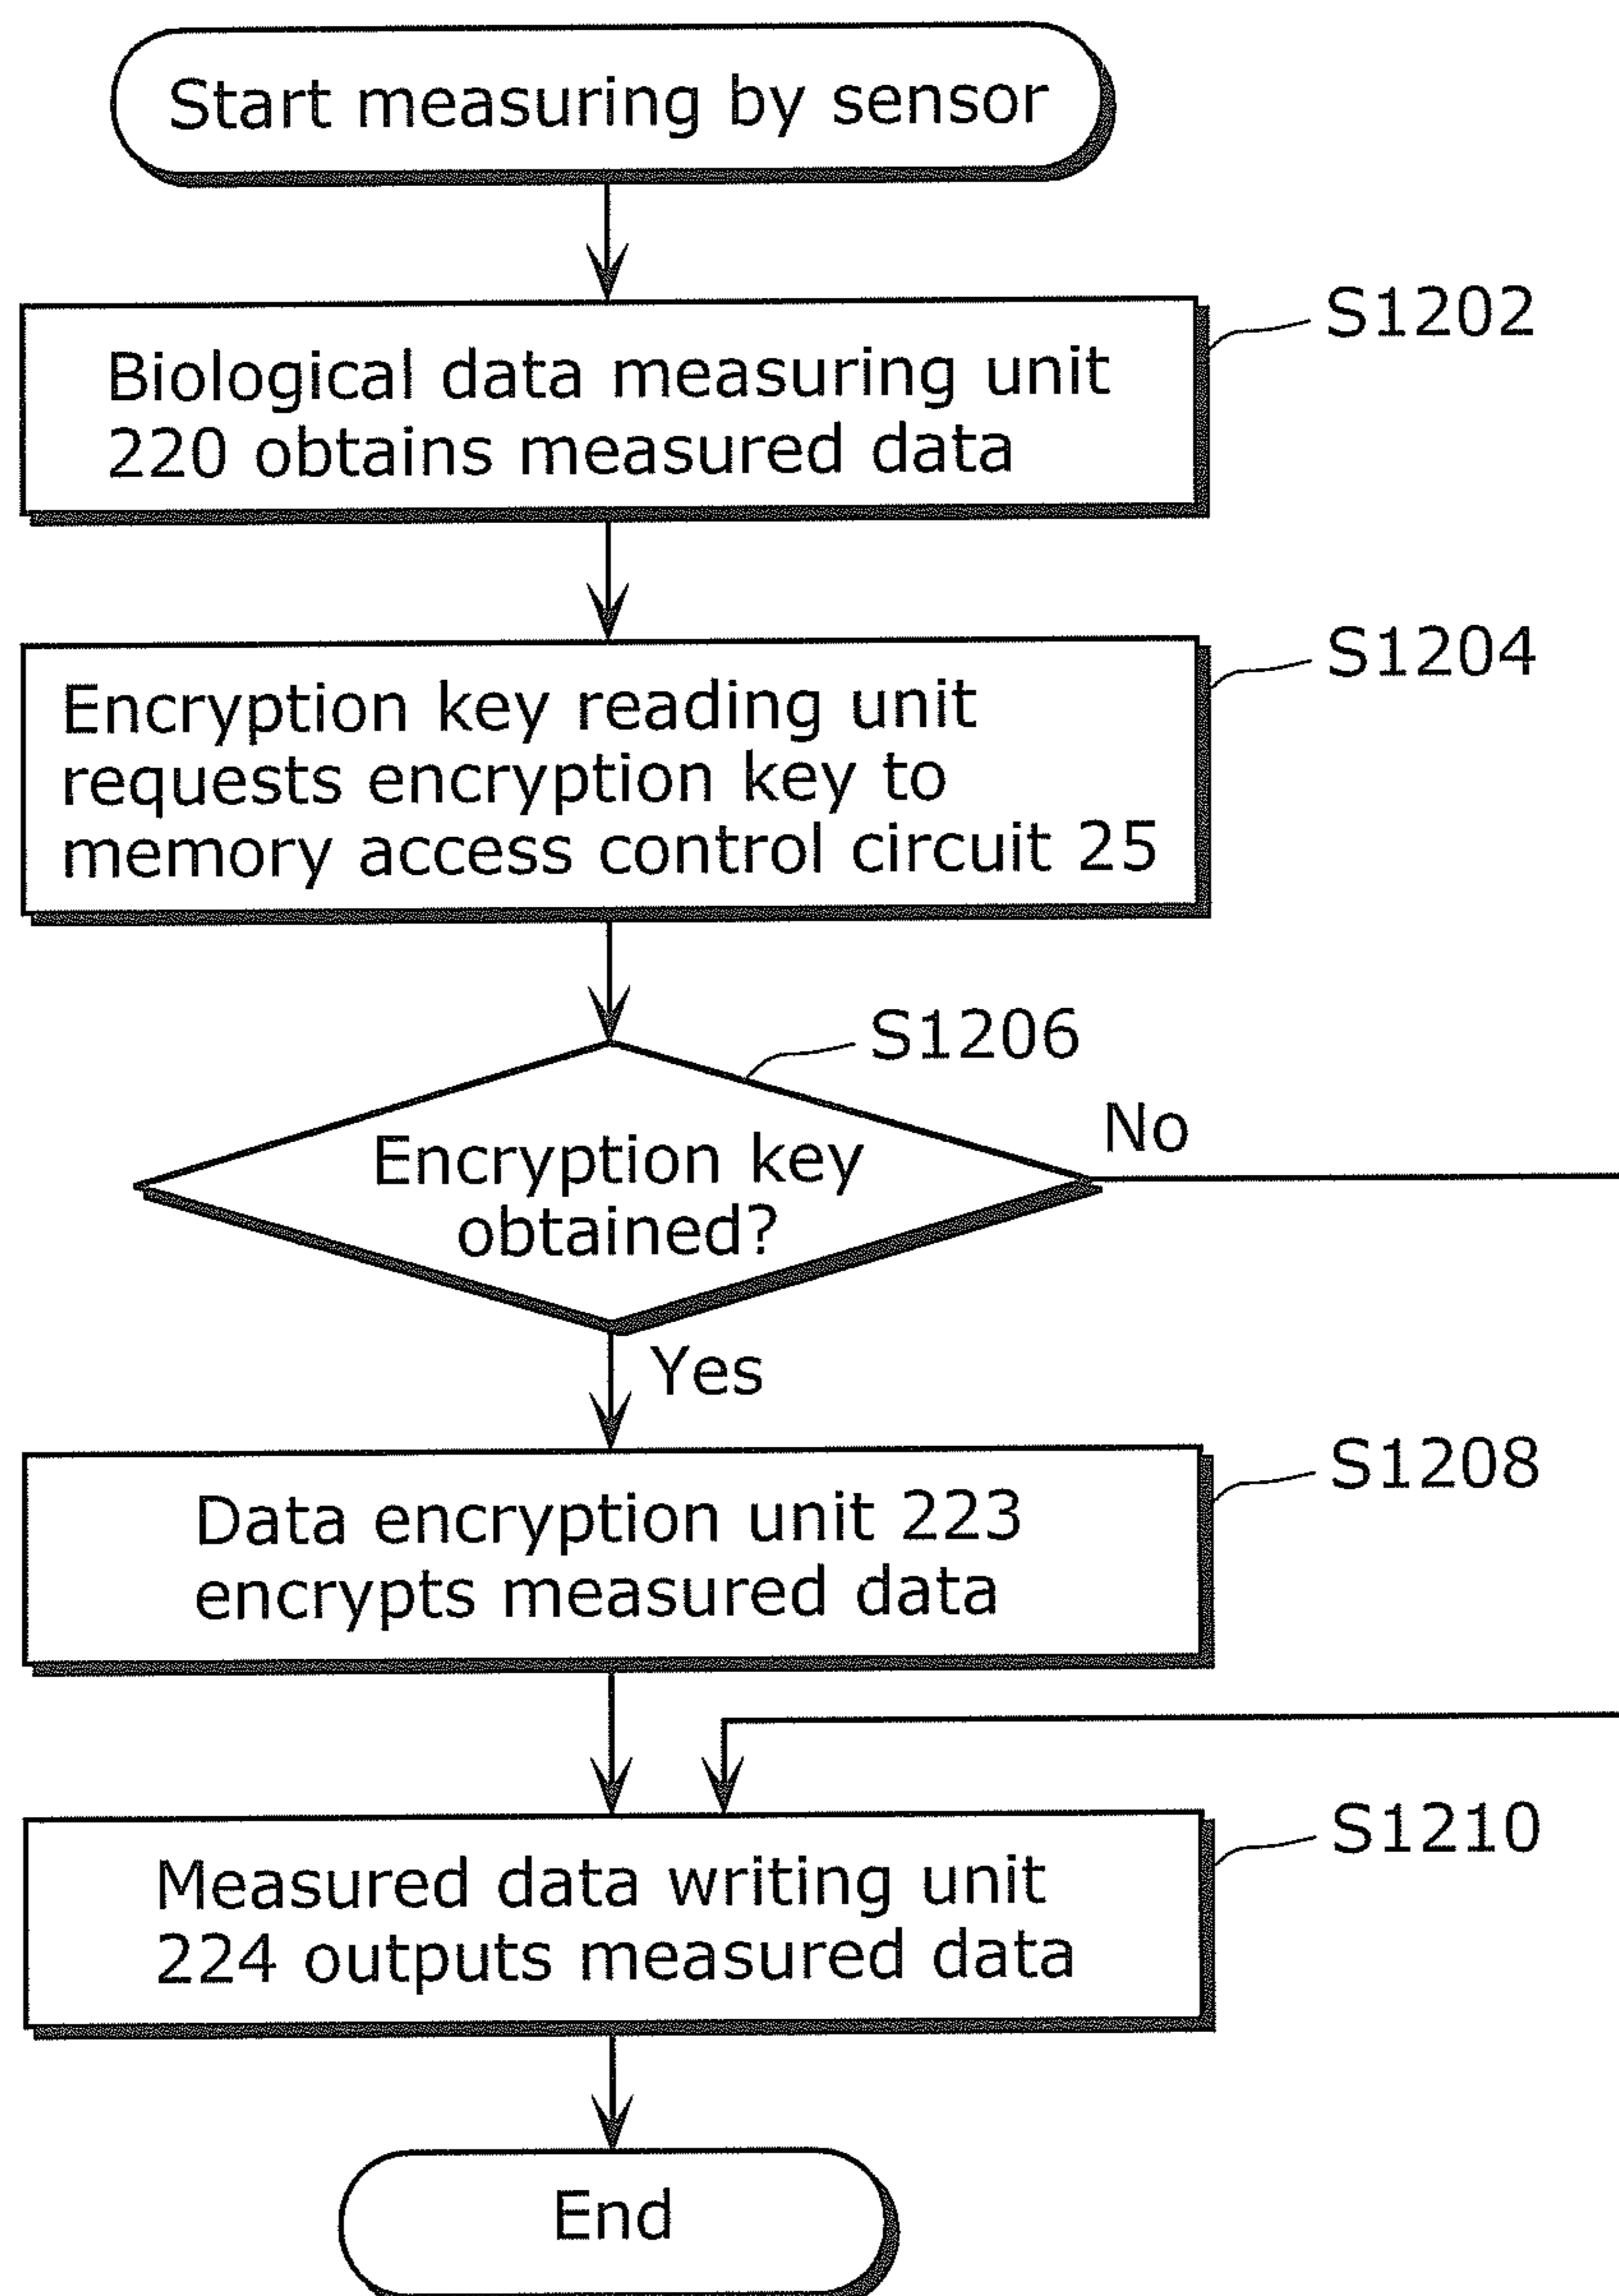 Start measuring by sensor
S1202
Biological data measuring unit
220 obtains measured data
S1204
Encryption key reading unit
requests encryption key to
memory access control circuit 25
S1206
No
Encryption key
obtained?
Yes
S1208
Data encryption unit 223
encrypts measured data
S1210
Measured data writing unit
224 outputs measured data
End